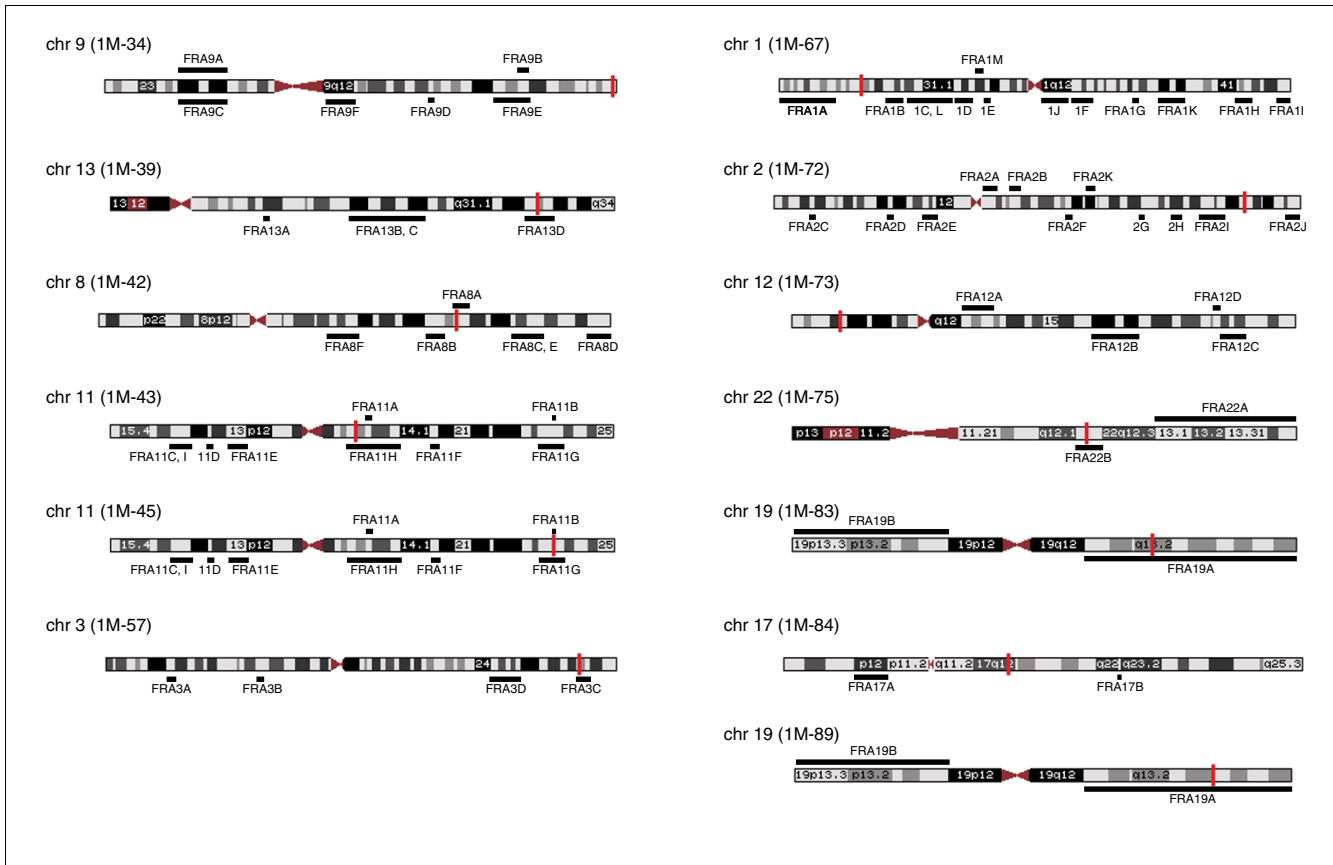 chr 9 (1M-34)
FRA9A FRA9B
23 9q12
FRA9C FRA9F FRA9D FRA9E
chr 13 (1M-39)
13 12 q31.1 q34
FRA13A FRA13B, C FRA13D
chr 8 (1M-42)
FRA8A
p22 8p12
FRA8F FRA8B FRA8C, E FRA8D
chr 11 (1M-43)
FRA11A FRA11B
15.4 13 p12 14.1 21 25
FRA11C, I 11D FRA11E FRA11H FRA11F FRA11G
chr 11 (1M-45)
FRA11A FRA11B
15.4 13 p12 14.1 21 25
FRA11C, I 11D FRA11E FRA11H FRA11F FRA11G
chr 3 (1M-57)
24
FRA3A FRA3B FRA3D FRA3C
chr 1 (1M-67)
FRA1M
31.1 1q12 41
FRA1A FRA1B 1C, L 1D 1E 1J 1F FRA1G FRA1K FRA1H FRA1I
chr 2 (1M-72)
FRA2A FRA2B FRA2K
12
FRA2C FRA2D FRA2E FRA2F 2G 2H FRA2I FRA2J
chr 12 (1M-73)
FRA12A FRA12D
q12 15
FRA12B FRA12C
chr 22 (1M-75)
FRA22A
p13 p12 11.2 11.21 q12.1 22q12.3 13.1 13.2 13.31
FRA22B
chr 19 (1M-83)
FRA19B
19p13.3 p13.2 19p12 19q12 q13.2
FRA19A
chr 17 (1M-84)
p12 p11.2 q11.2 17q12 q22 q23.2 q25.3
FRA17A FRA17B
chr 19 (1M-89)
FRA19B
19p13.3 p13.2 19p12 19q12 q13.2
FRA19A